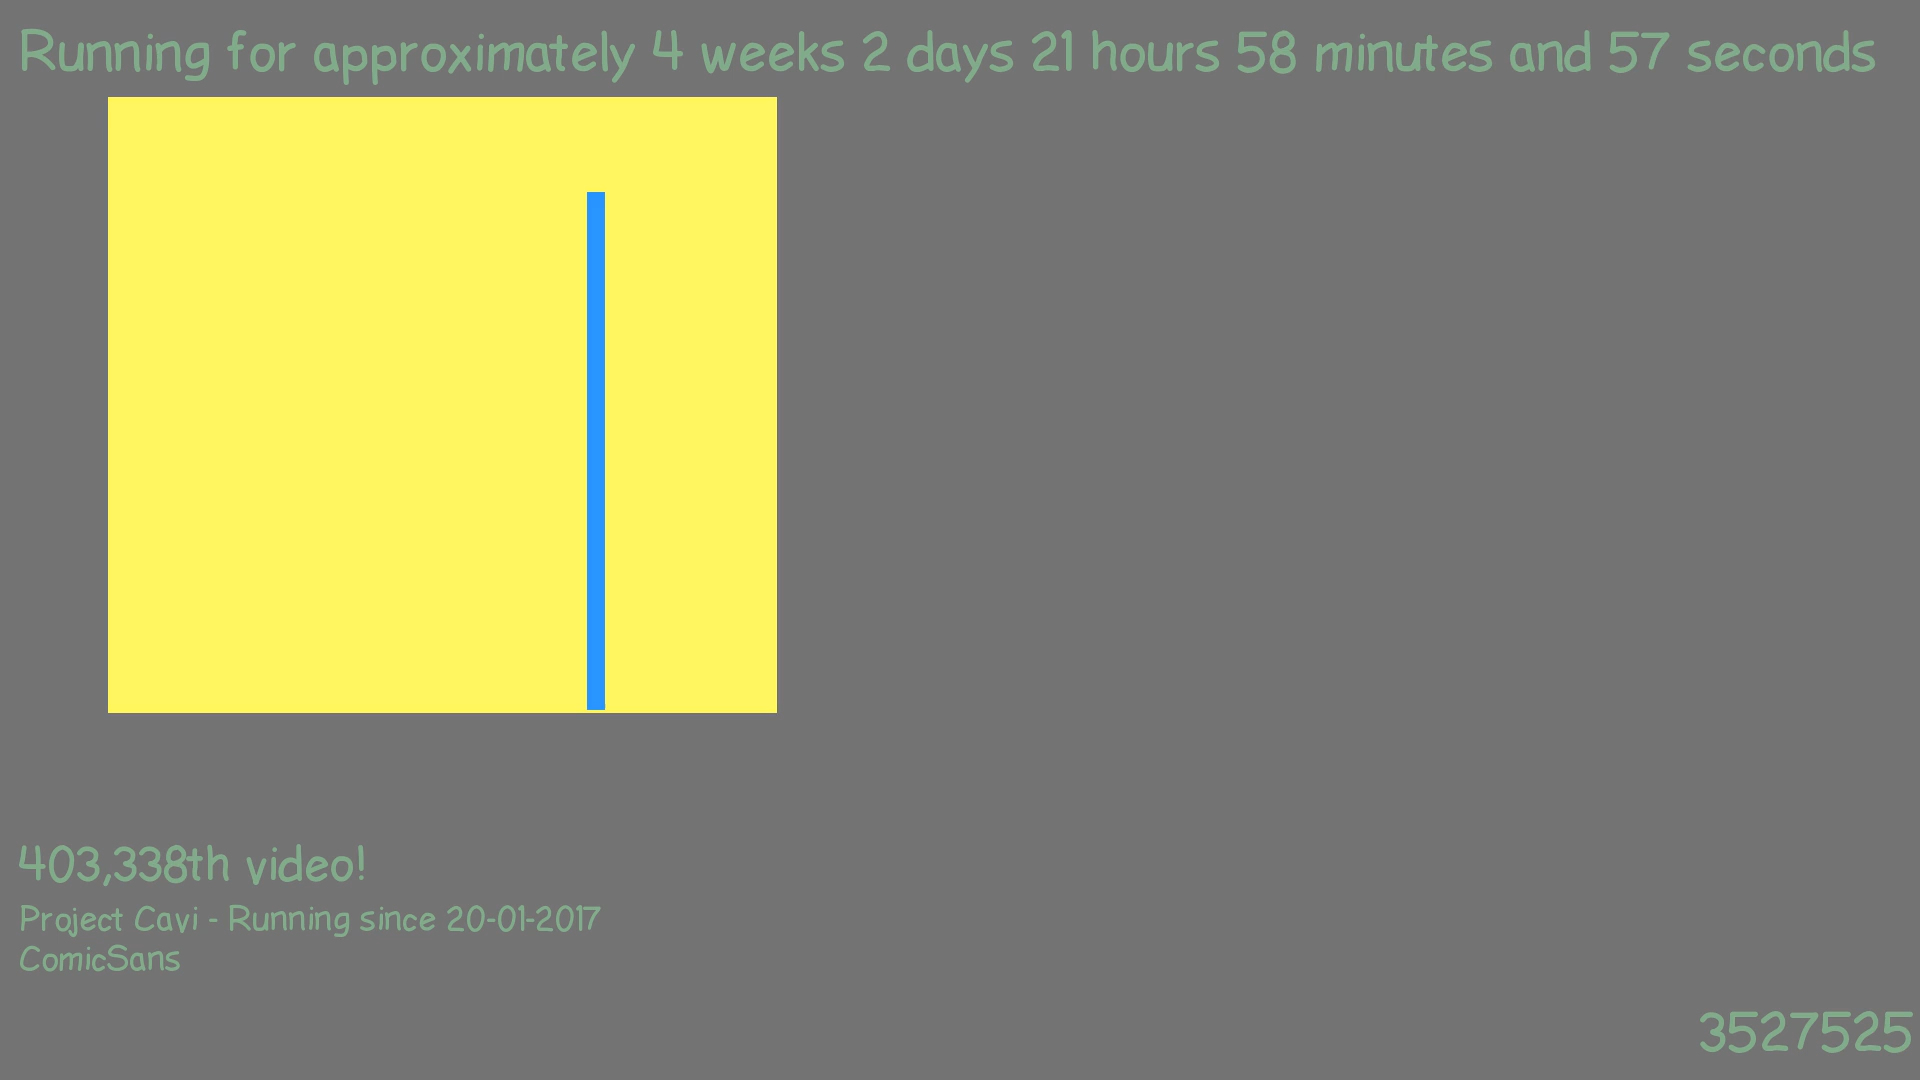 Running for approximately 4 weeks 2 days 21 hours 58 minutes and 57 seconds
403,338th video!
Project Cavi - Running since 20-01-2017
ComicSans
3527525